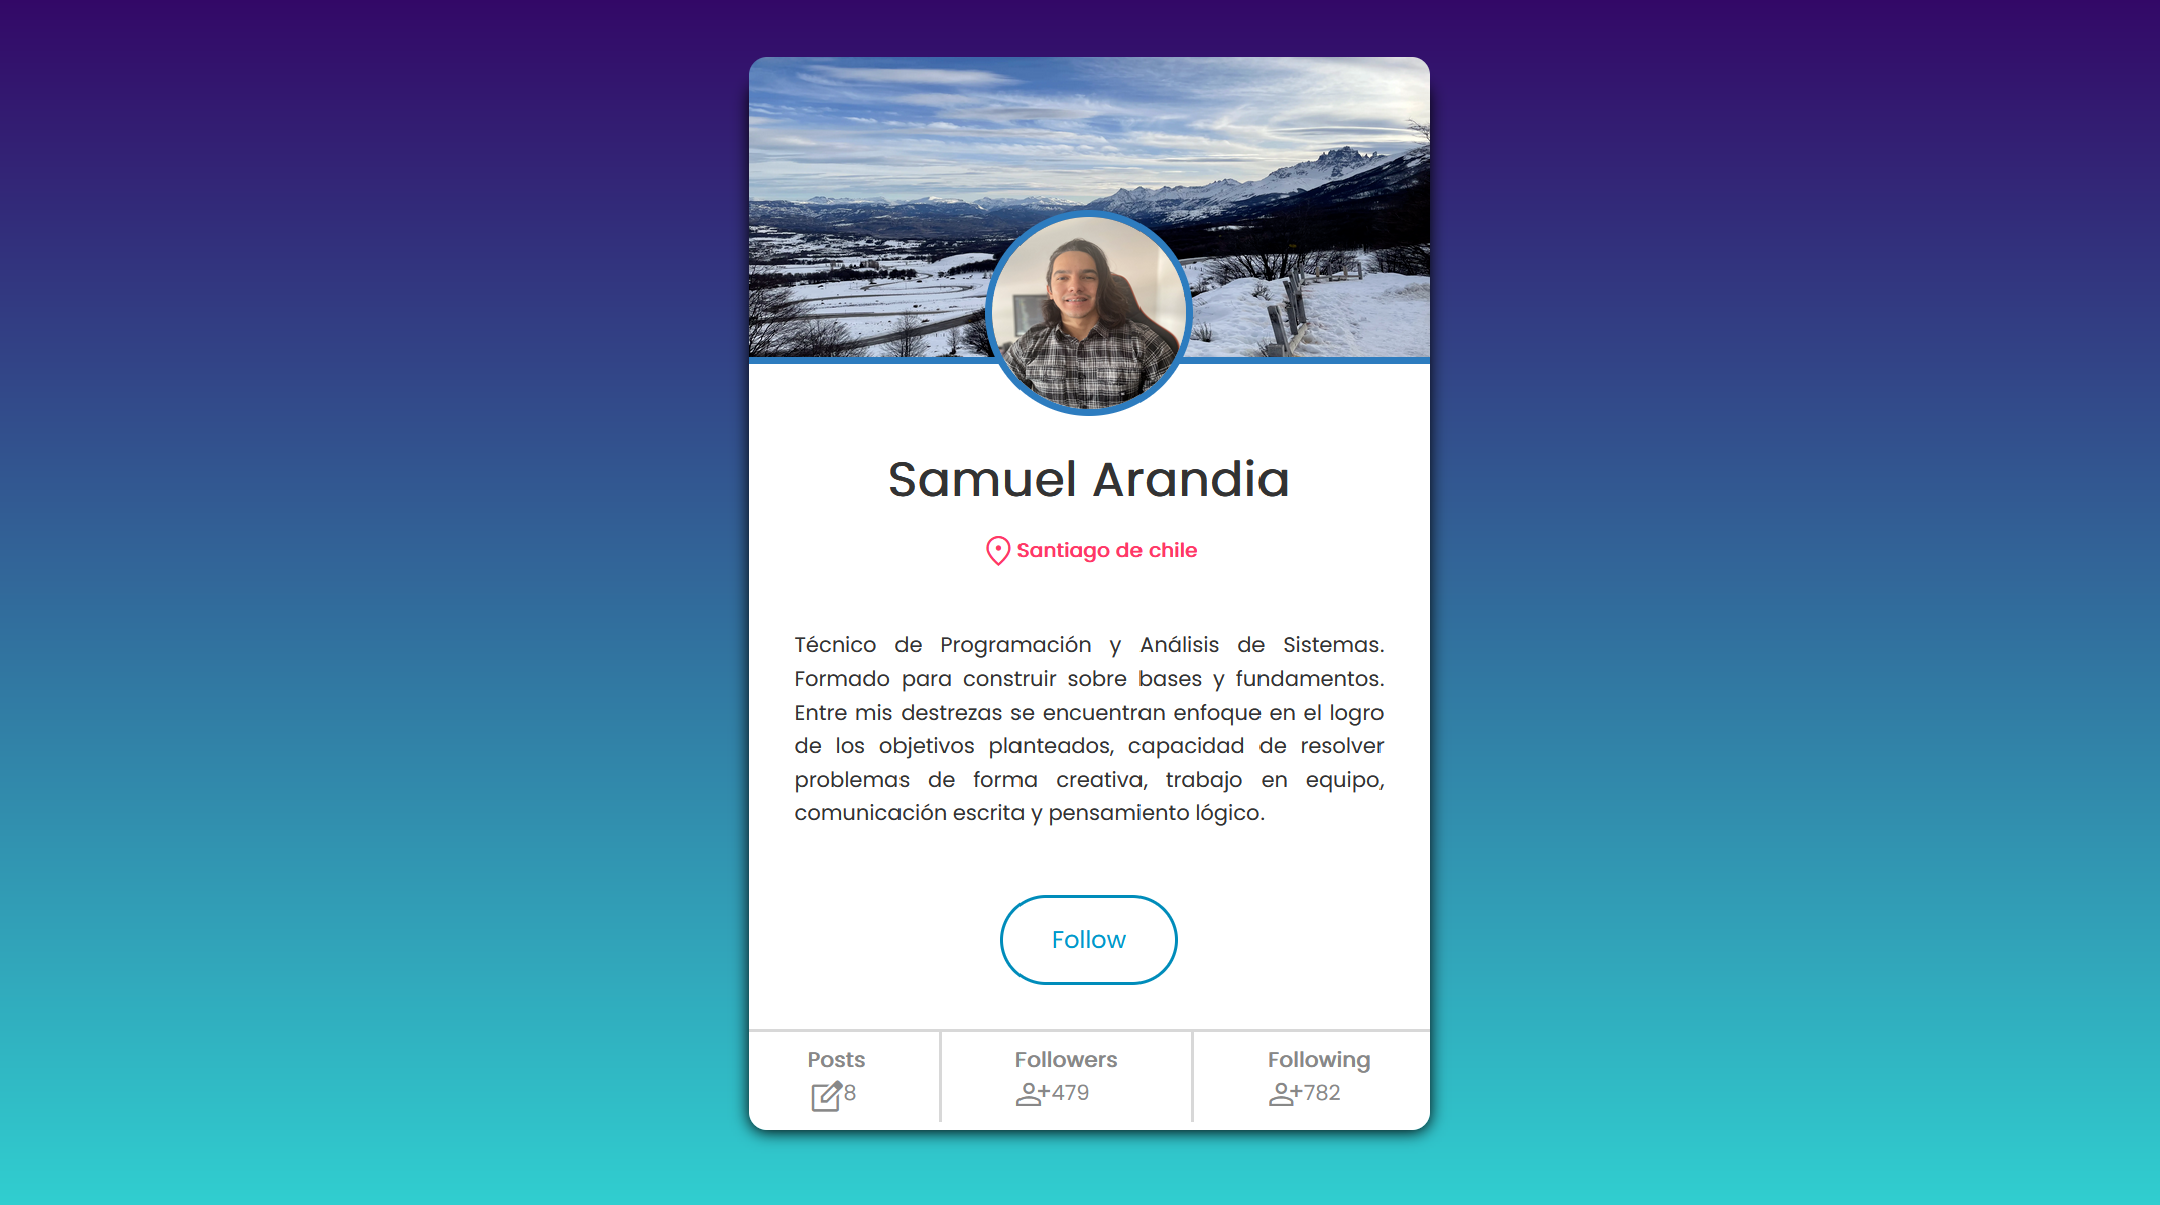 Samuel Arandia
Santiago de chile
Técnico de Programación y Análisis de Sistemas.
Formado para construir sobre bases y fundamentos.
Entre mis destrezas se encuentran enfoque en el logro
de los objetivos planteados, capacidad de resolver
problemas de forma creativa, trabajo en equipo,
comunicación escrita y pensamiento lógico.
Follow
Posts
8
Followers
479
Following
782